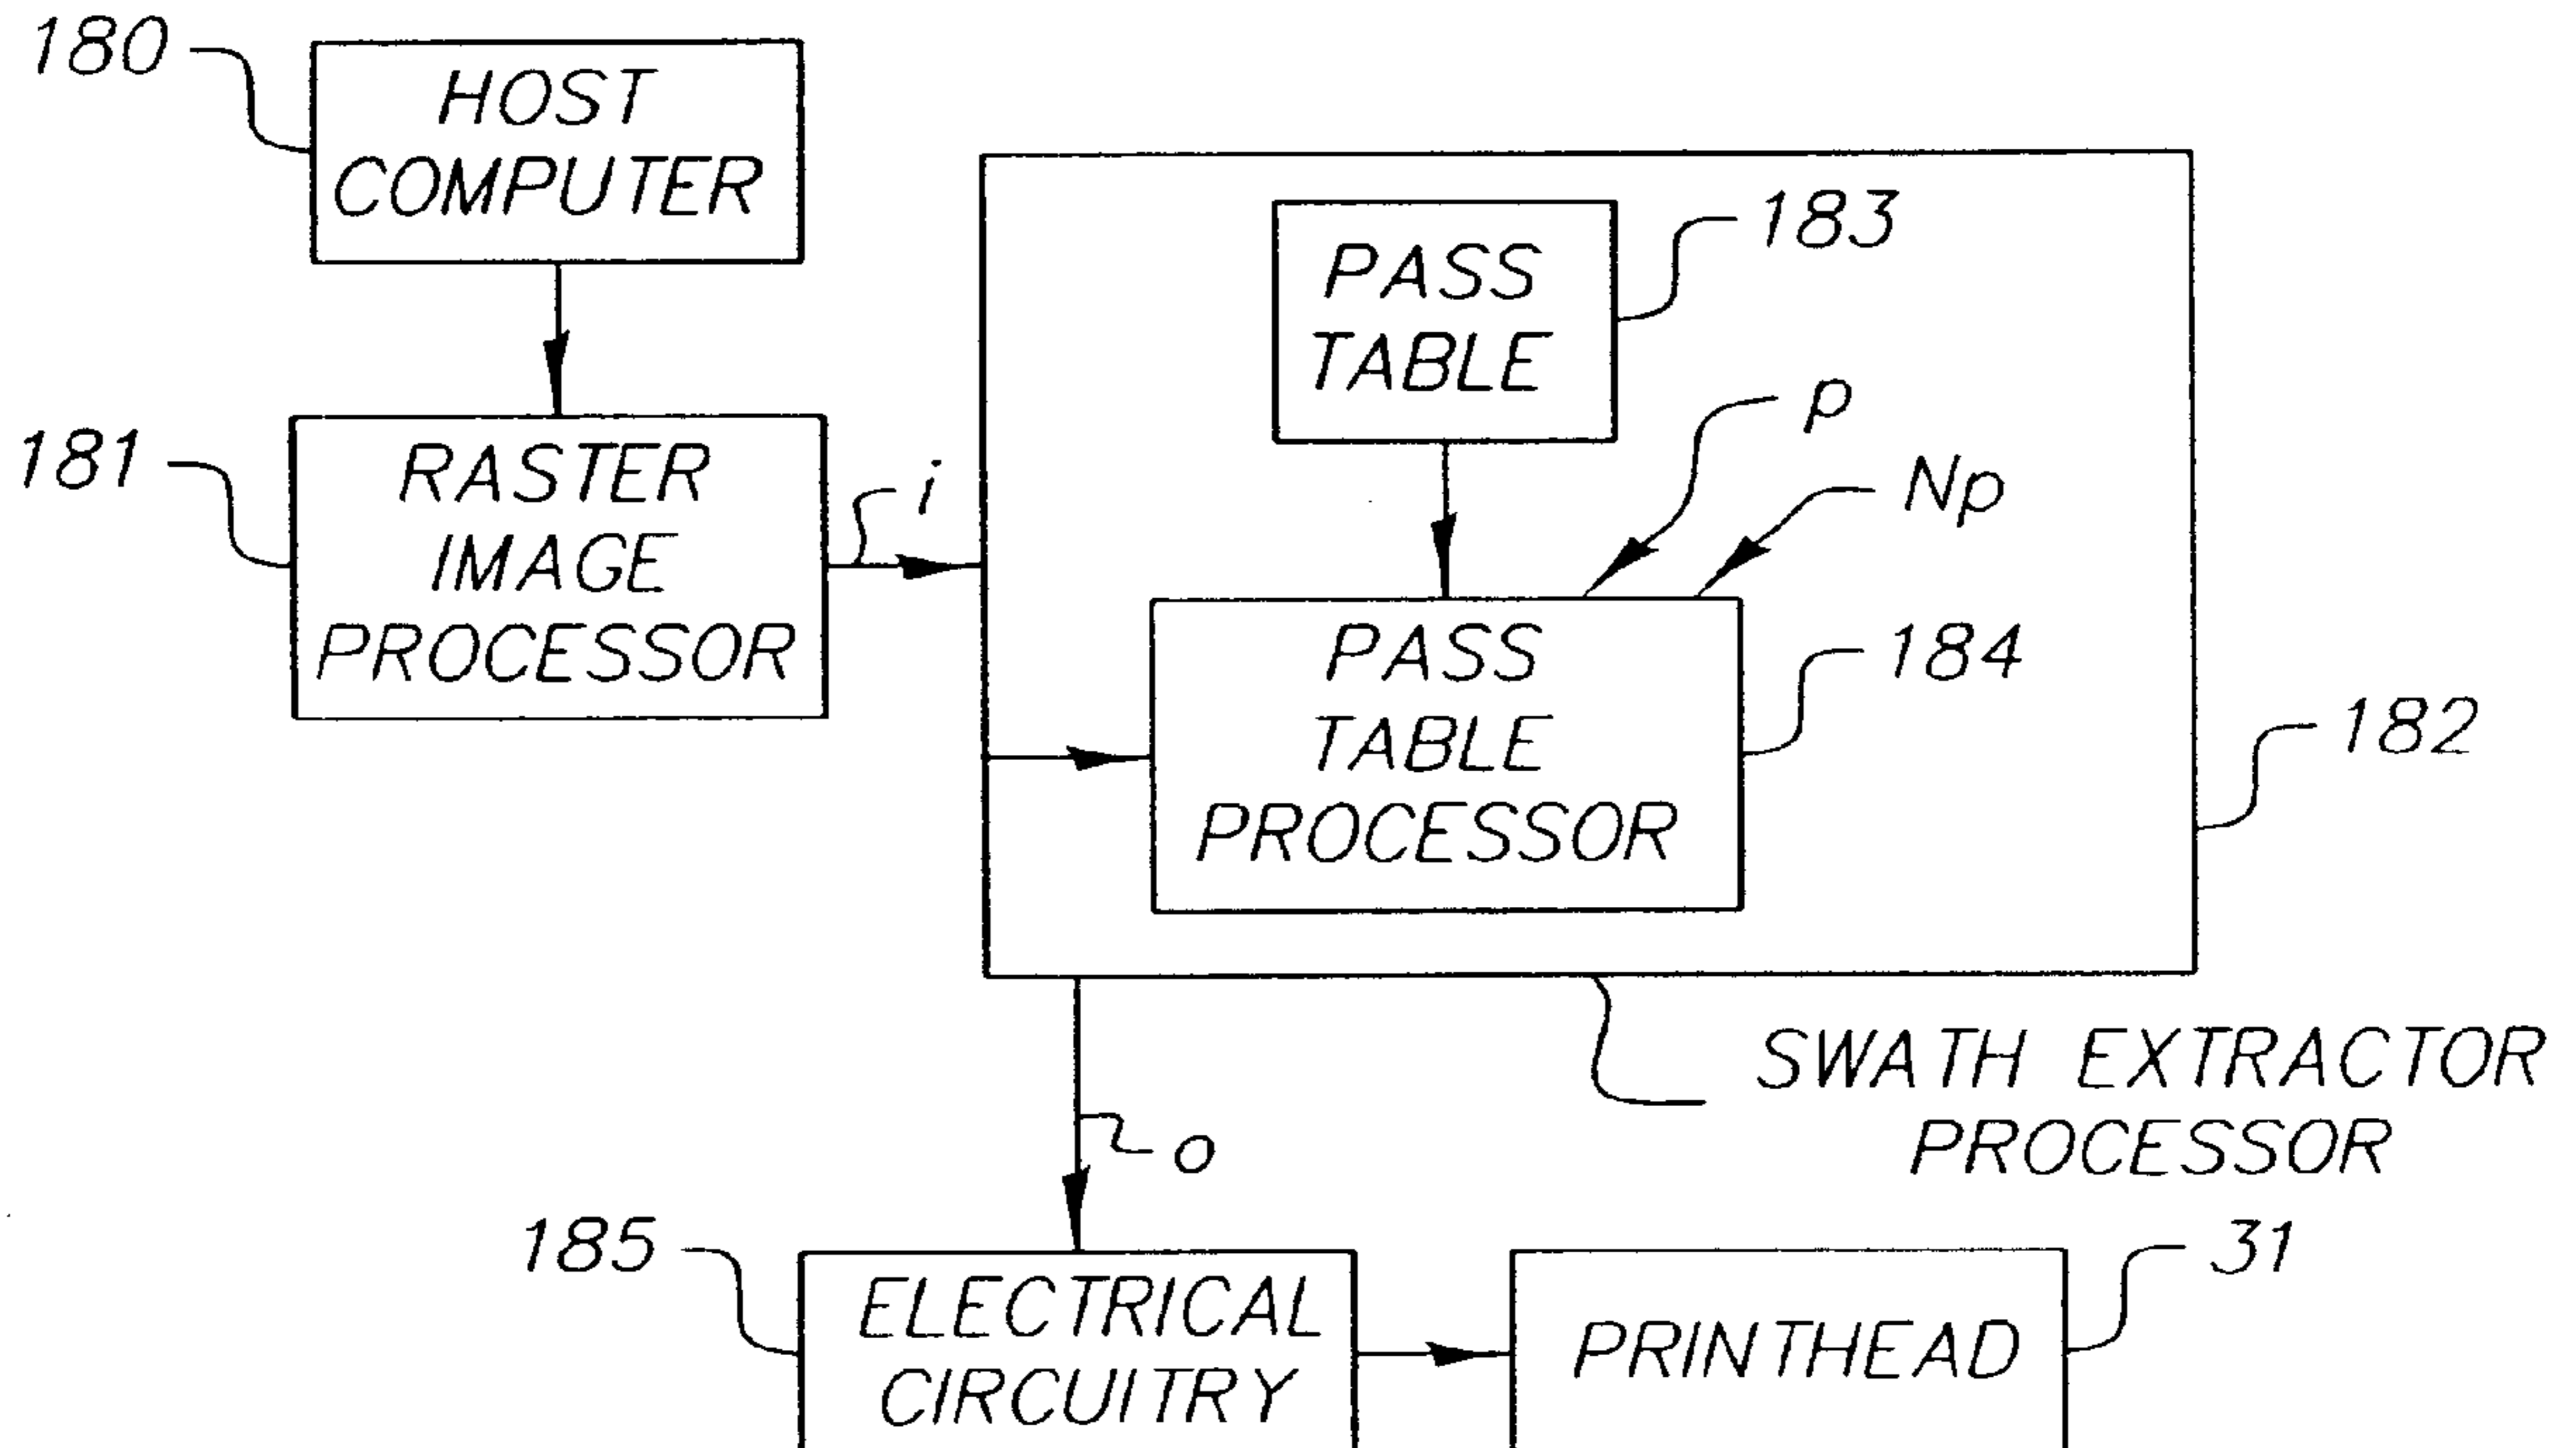 180
HOST
COMPUTER
181
RASTER
IMAGE
PROCESSOR
i
PASS
TABLE
183
p
Np
PASS
TABLE
PROCESSOR
184
182
SWATH EXTRACTOR
PROCESSOR
o
185
ELECTRICAL
CIRCUITRY
PRINTHEAD
31